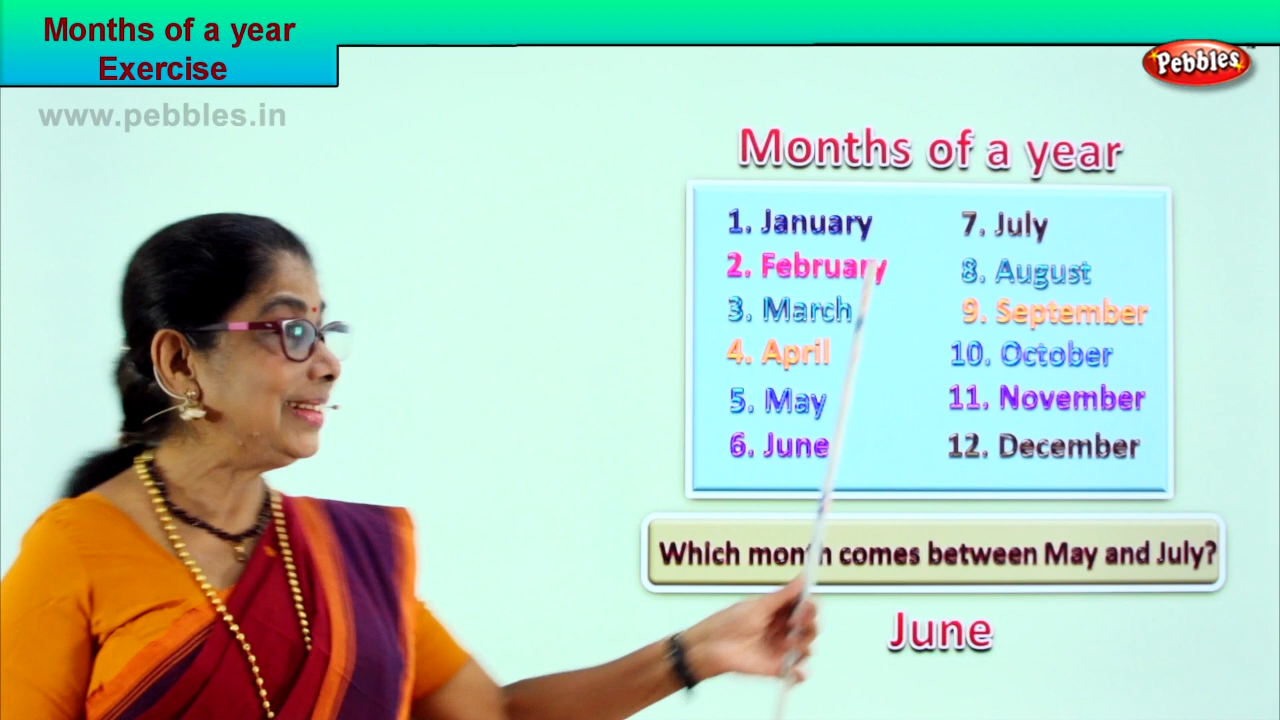 Months of a year
Exercise
www.pebbles.in
Pebbles
Months of a year
1. January
2. February
3. March
4. April
5. May
6. June
7. July
8. August
9. September
10. October
11. November
12. December
Which month comes between May and July?
June